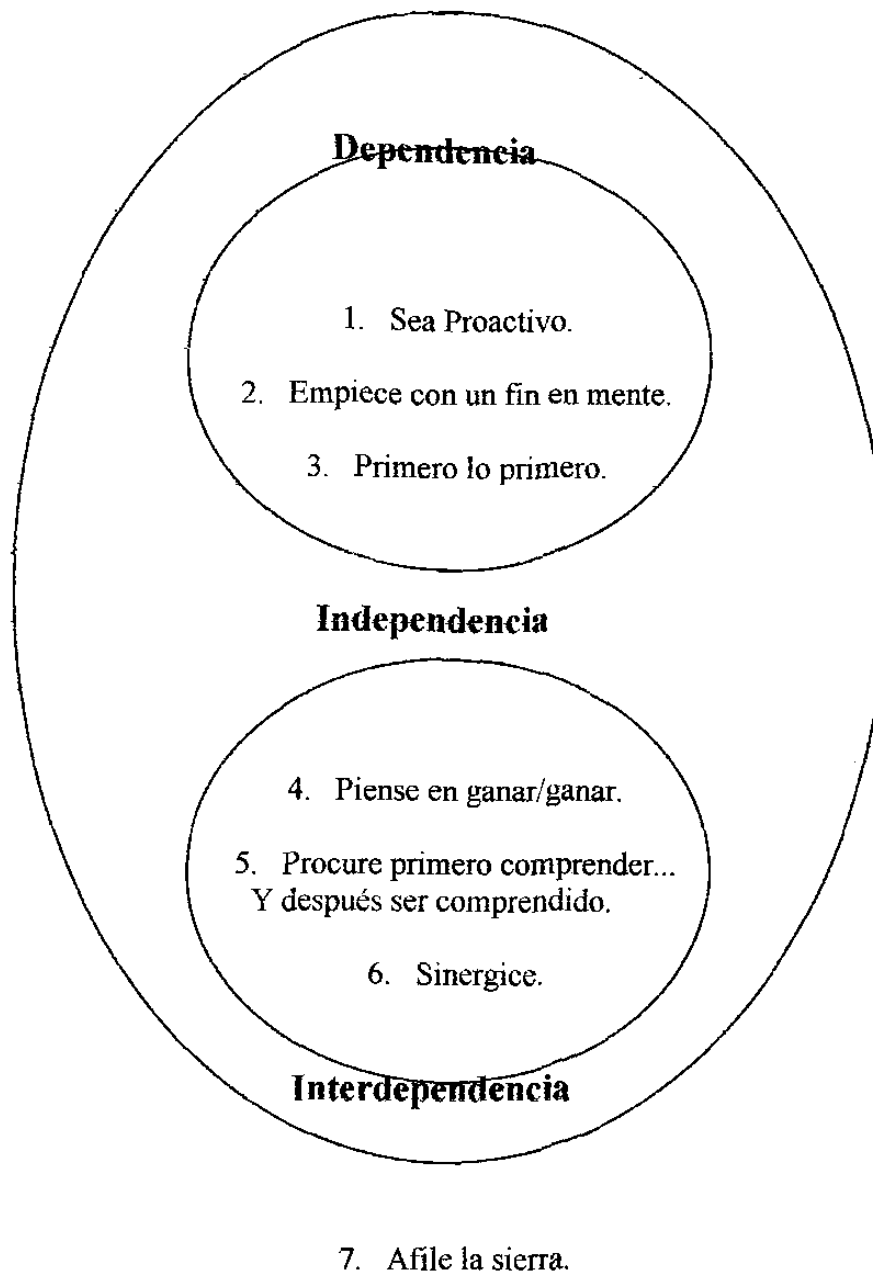 Dependencia
1. Sea Proactivo.
2. Empiece con un fin en mente.
3. Primero lo primero.
Independencia
4. Piense en ganar/ganar.
5. Procure primero comprender...
Y después ser comprendido.
6. Sinergice.
Interdependencia
7. Afile la sierra.